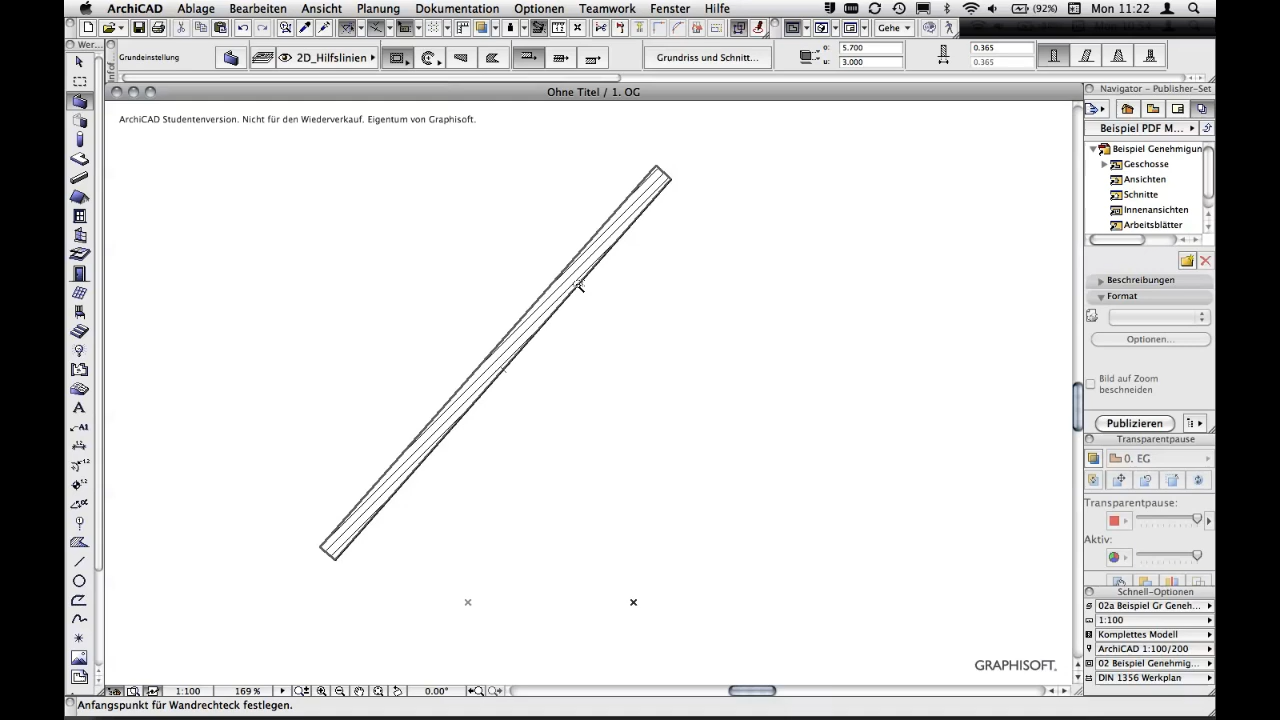 ArchiCAD Ablage Bearbeiten Ansicht Planung Dokumentation Optionen Teamwork Fenster Hilfe (92%) Mon 11:22
Gehe
Wer...
Navigator - Publisher-Set
Grundeinstellung
2D_Hilfslinien
Grundriss und Schnitt...
o: 5.700
u: 3.000
0.365
0.365
Ohne Titel / 1. OG
ArchiCAD Studentenversion. Nicht für den Wiederverkauf. Eigentum von Graphisoft.
Beispiel PDF M...
Beispiel Genehmigun
Geschosse
Ansichten
Schnitte
Innenansichten
Arbeitsblätter
Beschreibungen
Format
Optionen...
Bild auf Zoom
beschneiden
Publizieren
Transparentpause
0. EG
Transparentpause:
Aktiv:
Schnell-Optionen
02a Beispiel Gr Geneh...
1:100
Komplettes Modell
ArchiCAD 1:100/200
02 Beispiel Genehmig...
DIN 1356 Werkplan
A
A1
GRAPHISOFT.
1:100
169 %
0.00°
Anfangspunkt für Wandrechteck festlegen.